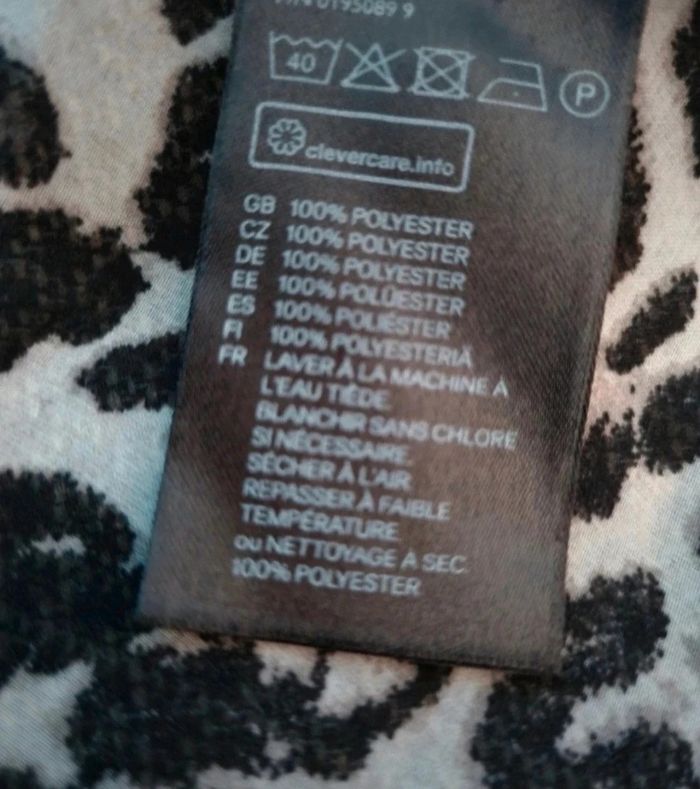 0195089 9
40 P
clevercare.info
GB 100% POLYESTER
CZ 100% POLYESTER
DE 100% POLYESTER
EE 100% POLÜESTER
ES 100% POLIÉSTER
FI 100% POLYESTERIÄ
FR LAVER À LA MACHINE À
L'EAU TIÈDE.
BLANCHIR SANS CHLORE
SI NÉCESSAIRE.
SÉCHER À L'AIR
REPASSER À FAIBLE
TEMPÉRATURE.
ou NETTOYAGE À SEC.
100% POLYESTER